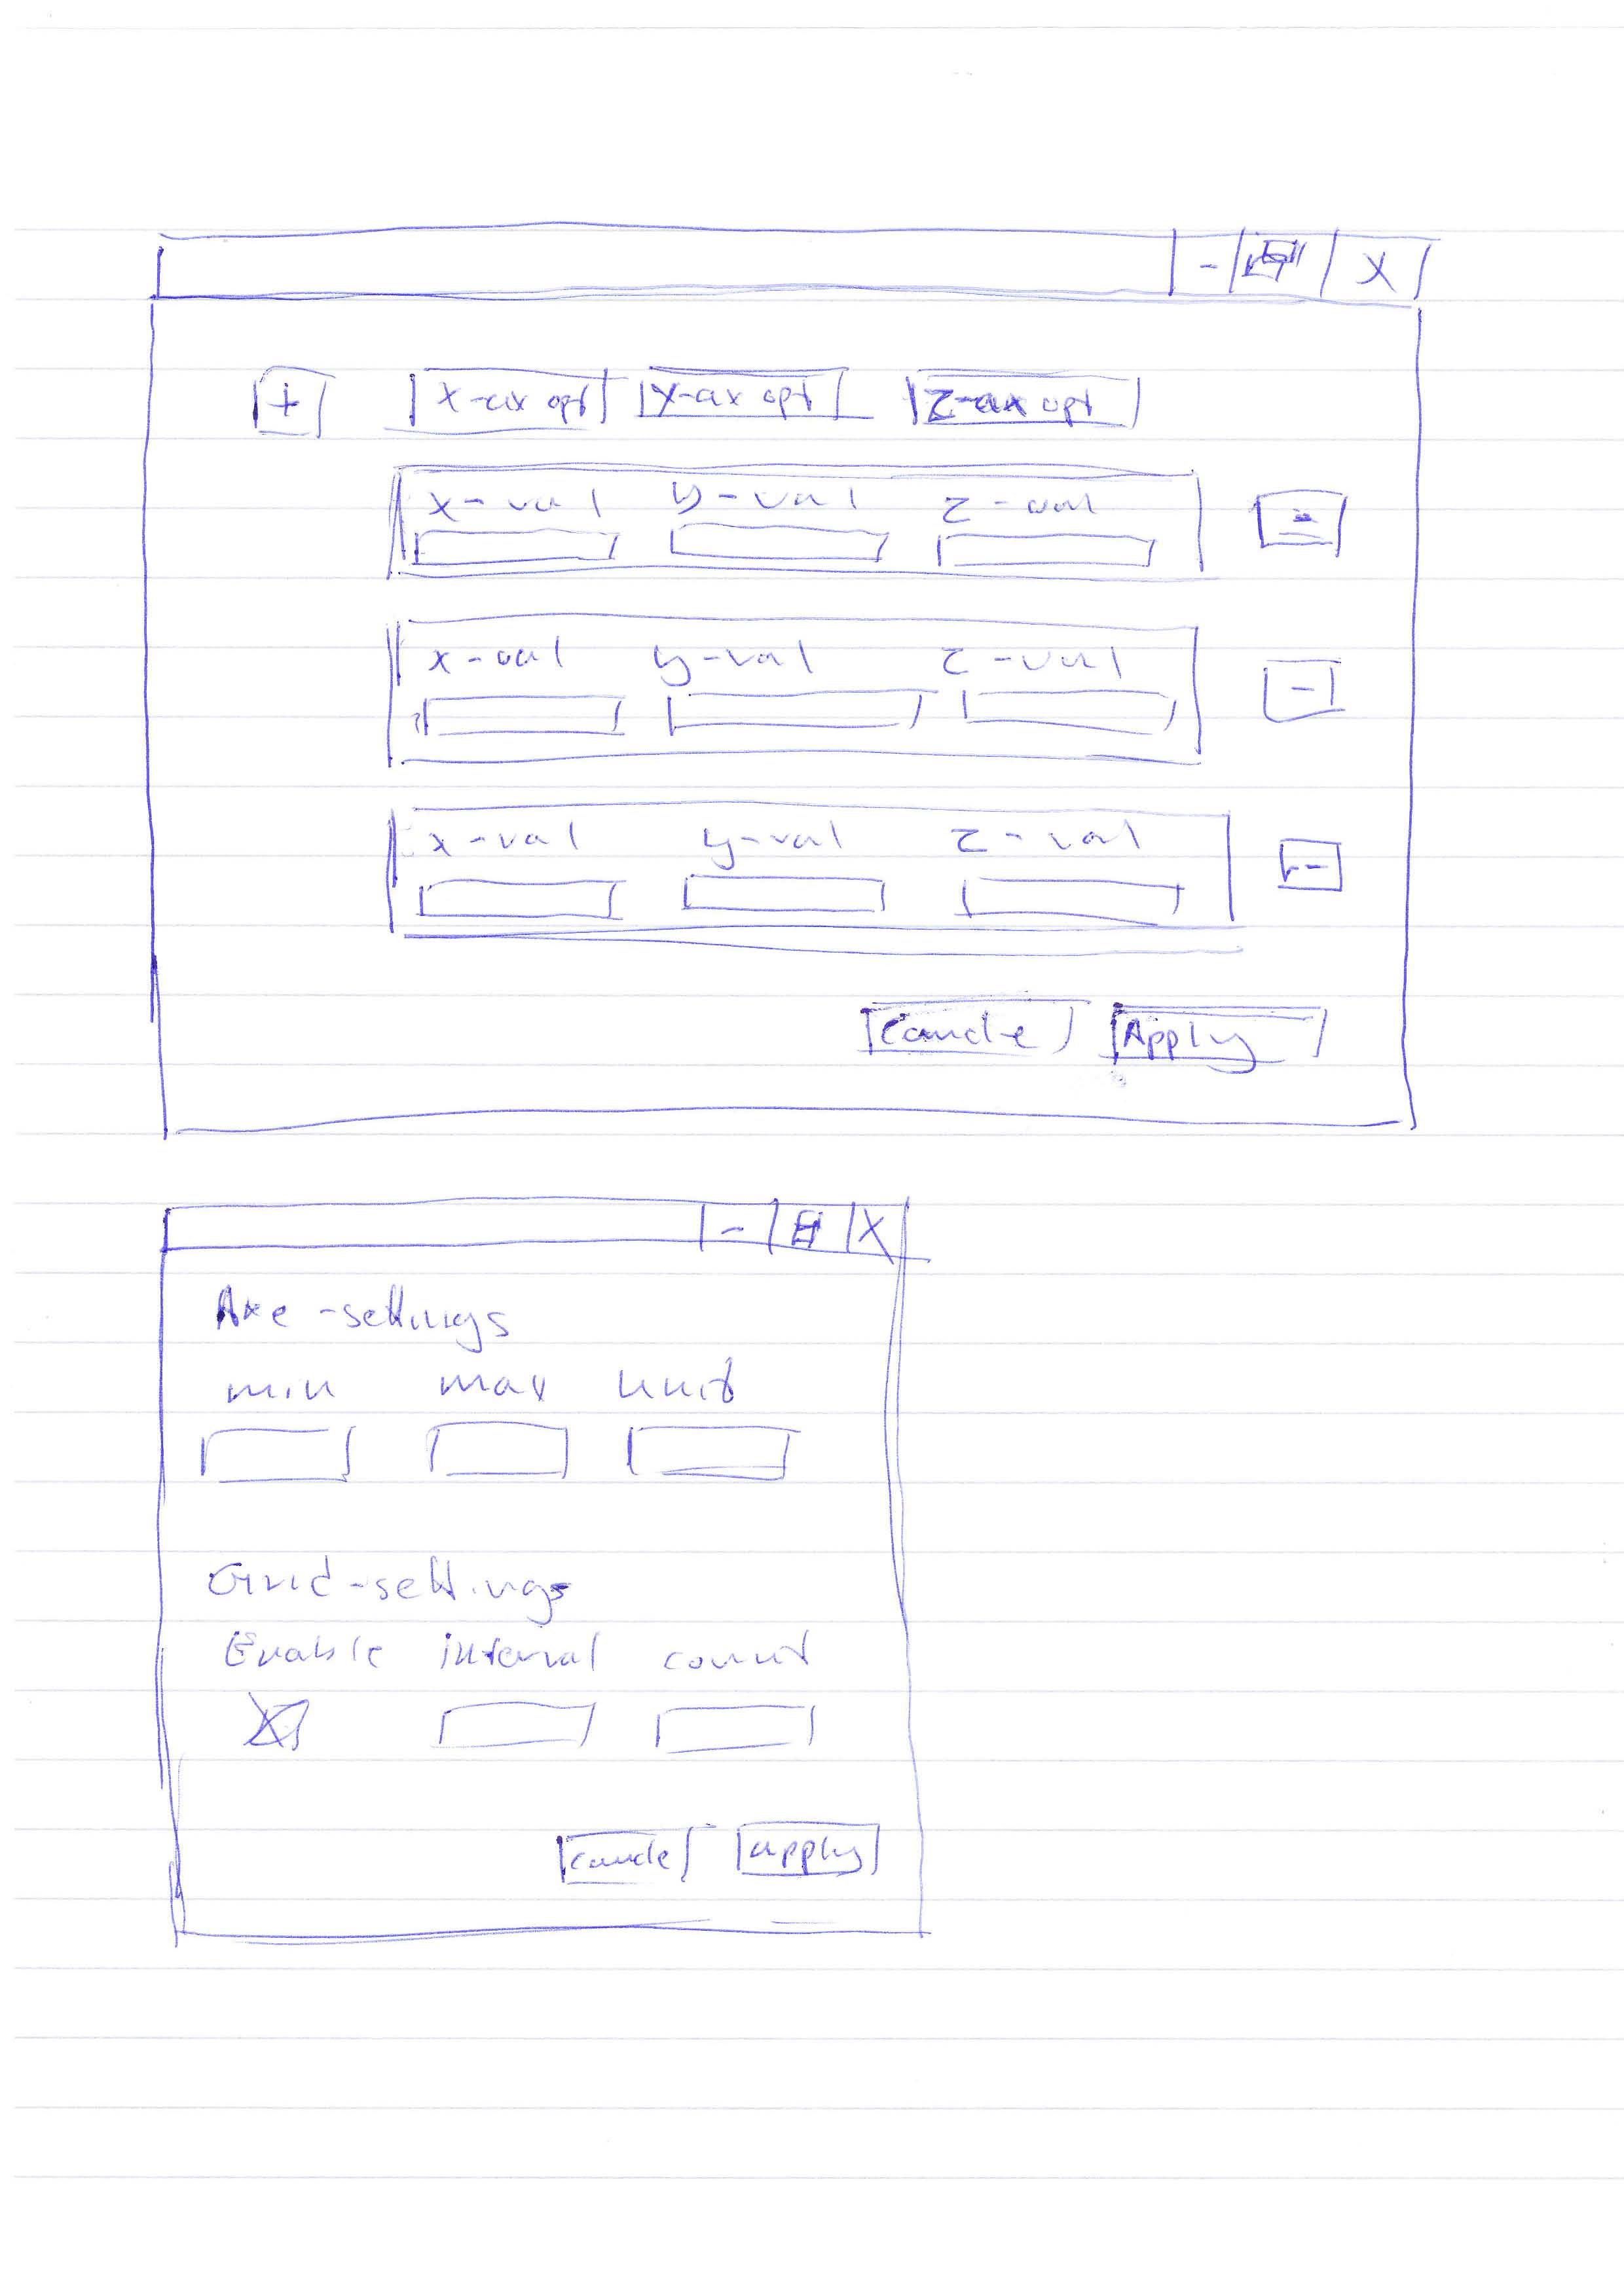 - X
+ X-ax opt Y-ax opt Z-ax opt
x-val y-val z-val
-
x-val y-val z-val
-
x-val y-val z-val
-
Cancle Apply
- X
Axe-settings
min max unit
Grid-settings
Enable interval count
cancle apply